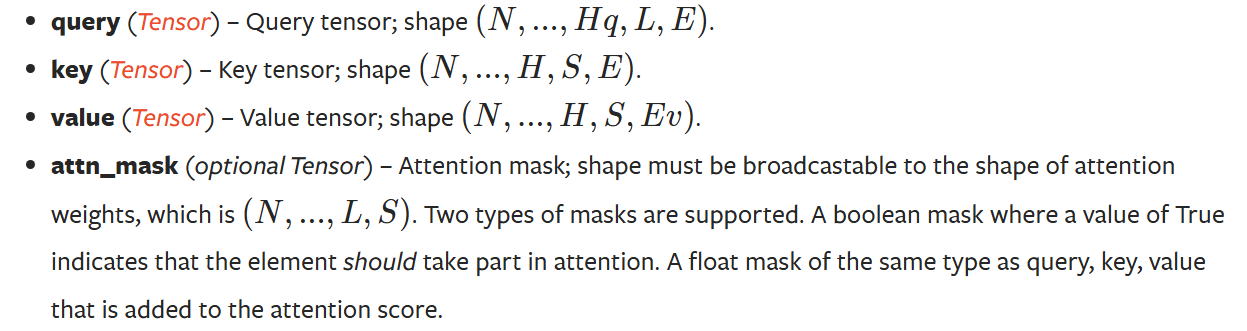 • query (Tensor) – Query tensor; shape (N, ..., Hq, L, E).
• key (Tensor) – Key tensor; shape (N, ..., H, S, E).
• value (Tensor) – Value tensor; shape (N, ..., H, S, Ev).
• attn_mask (optional Tensor) – Attention mask; shape must be broadcastable to the shape of attention
weights, which is (N, ..., L, S). Two types of masks are supported. A boolean mask where a value of True
indicates that the element should take part in attention. A float mask of the same type as query, key, value
that is added to the attention score.